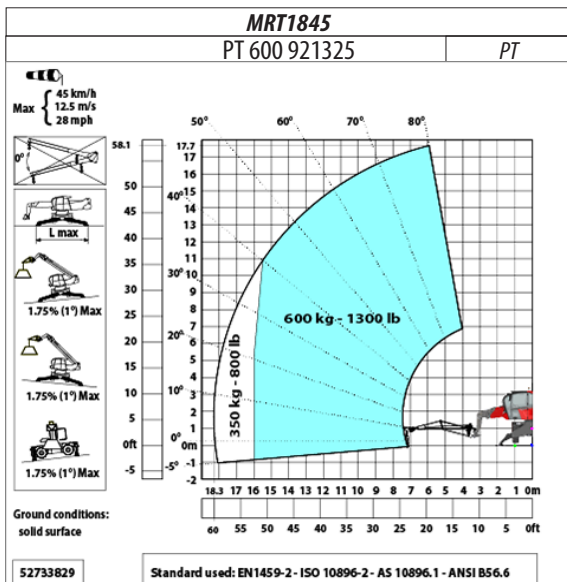 MRT1845
PT 600 921325 PT
Max { 45 km/h
12.5 m/s
28 mph
0°
L max
1.75% (1°) Max
1.75% (1°) Max
1.75% (1°) Max
Ground conditions:
solid surface
52733829
58.1
50
45
40
35
30
25
20
15
10
5
0ft
-5
17.7
17
16
15
14
13
12
11
10
9
8
7
6
5
4
3
2
1
0m
-1
-2
50° 60° 70° 80°
40°
30°
20°
10°
0°
-5°
600 kg - 1300 lb
350 kg - 800 lb
18.3 17 16 15 14 13 12 11 10 9 8 7 6 5 4 3 2 1 0m
60 55 50 45 40 35 30 25 20 15 10 5 0ft
Standard used: EN1459-2 - ISO 10896-2 - AS 10896.1 - ANSI B56.6